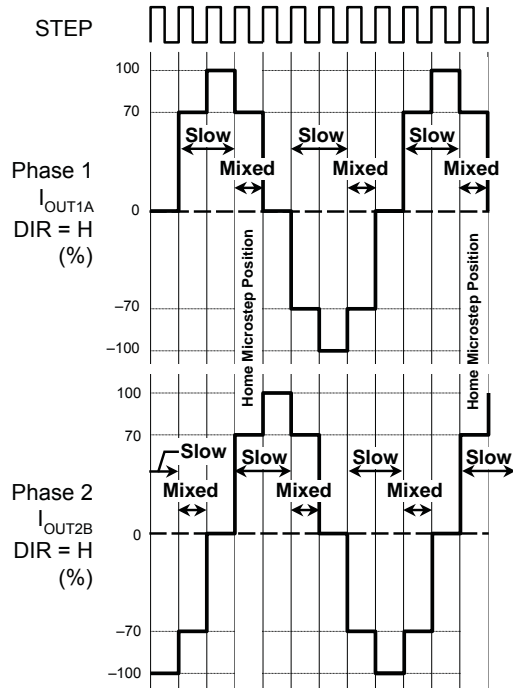 STEP
100
70
Slow
Slow
Slow
Mixed
Mixed
Mixed
Phase 1
I_OUT1A
DIR = H
(%)
0
–70
–100
Home Microstep Position
Home Microstep Position
100
70
Slow
Slow
Slow
Slow
Mixed
Mixed
Mixed
Phase 2
I_OUT2B
DIR = H
(%)
0
–70
–100